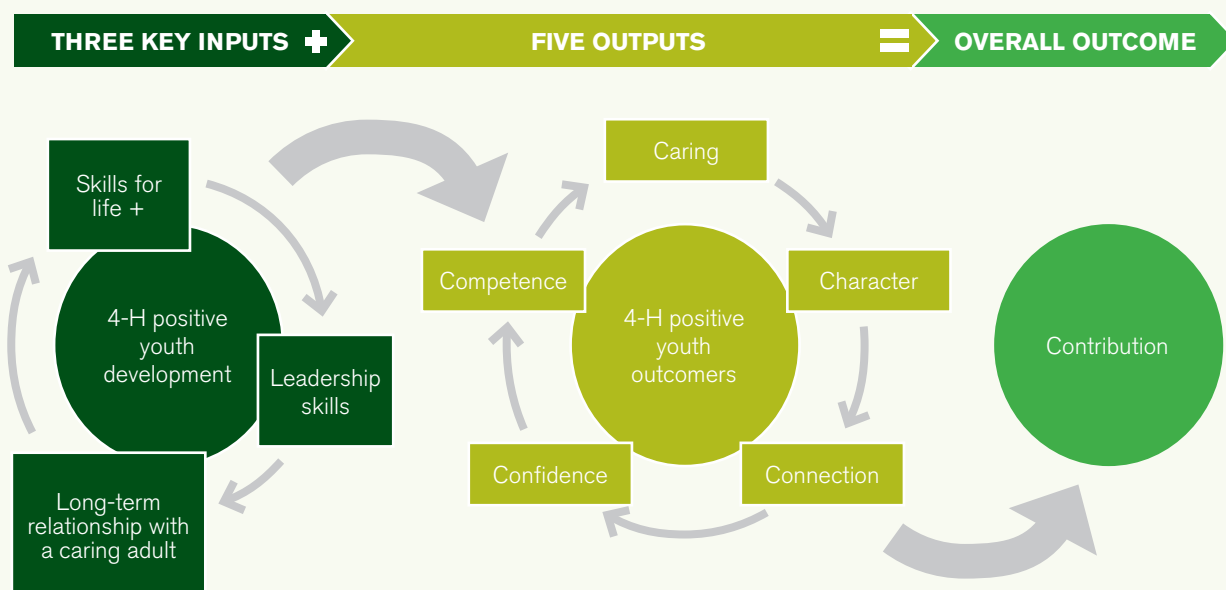 THREE KEY INPUTS +
FIVE OUTPUTS =
OVERALL OUTCOME
Skills for
life +
4-H positive
youth
development
Leadership
skills
Long-term
relationship with
a caring adult
Caring
Competence
Character
4-H positive
youth
outcomers
Confidence
Connection
Contribution